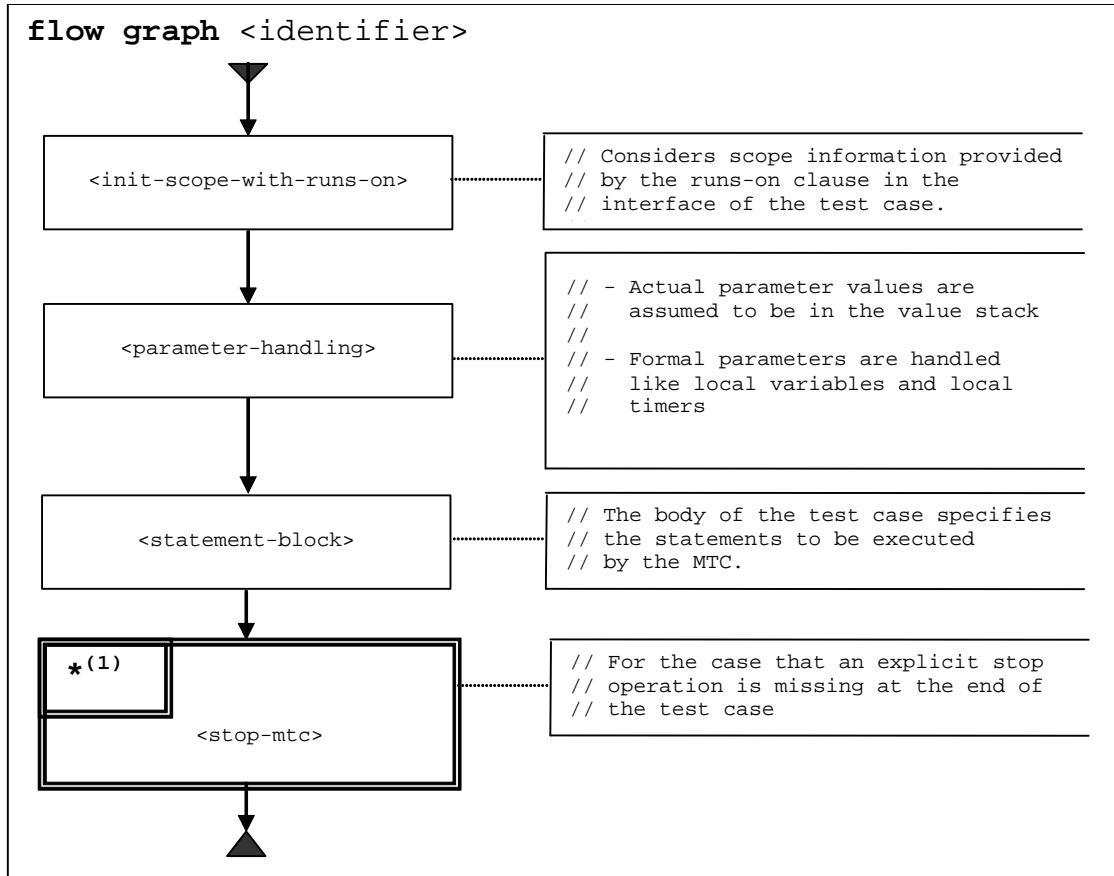 flow graph <identifier>
<init-scope-with-runs-on>
// Considers scope information provided
// by the runs-on clause in the
// interface of the test case.
<parameter-handling>
// - Actual parameter values are
//   assumed to be in the value stack
//
// - Formal parameters are handled
//   like local variables and local
//   timers
<statement-block>
// The body of the test case specifies
// the statements to be executed
// by the MTC.
*(1)
<stop-mtc>
// For the case that an explicit stop
// operation is missing at the end of
// the test case